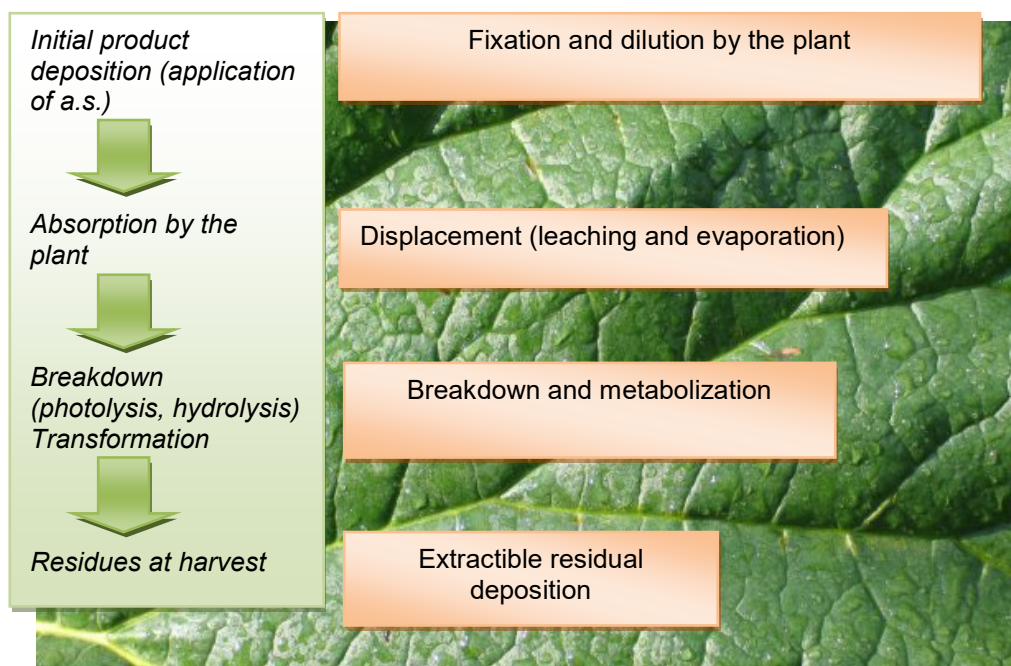 Initial product
deposition (application
of a.s.)
Fixation and dilution by the plant
Absorption by the
plant
Displacement (leaching and evaporation)
Breakdown
(photolysis, hydrolysis)
Transformation
Breakdown and metabolization
Residues at harvest
Extractible residual
deposition